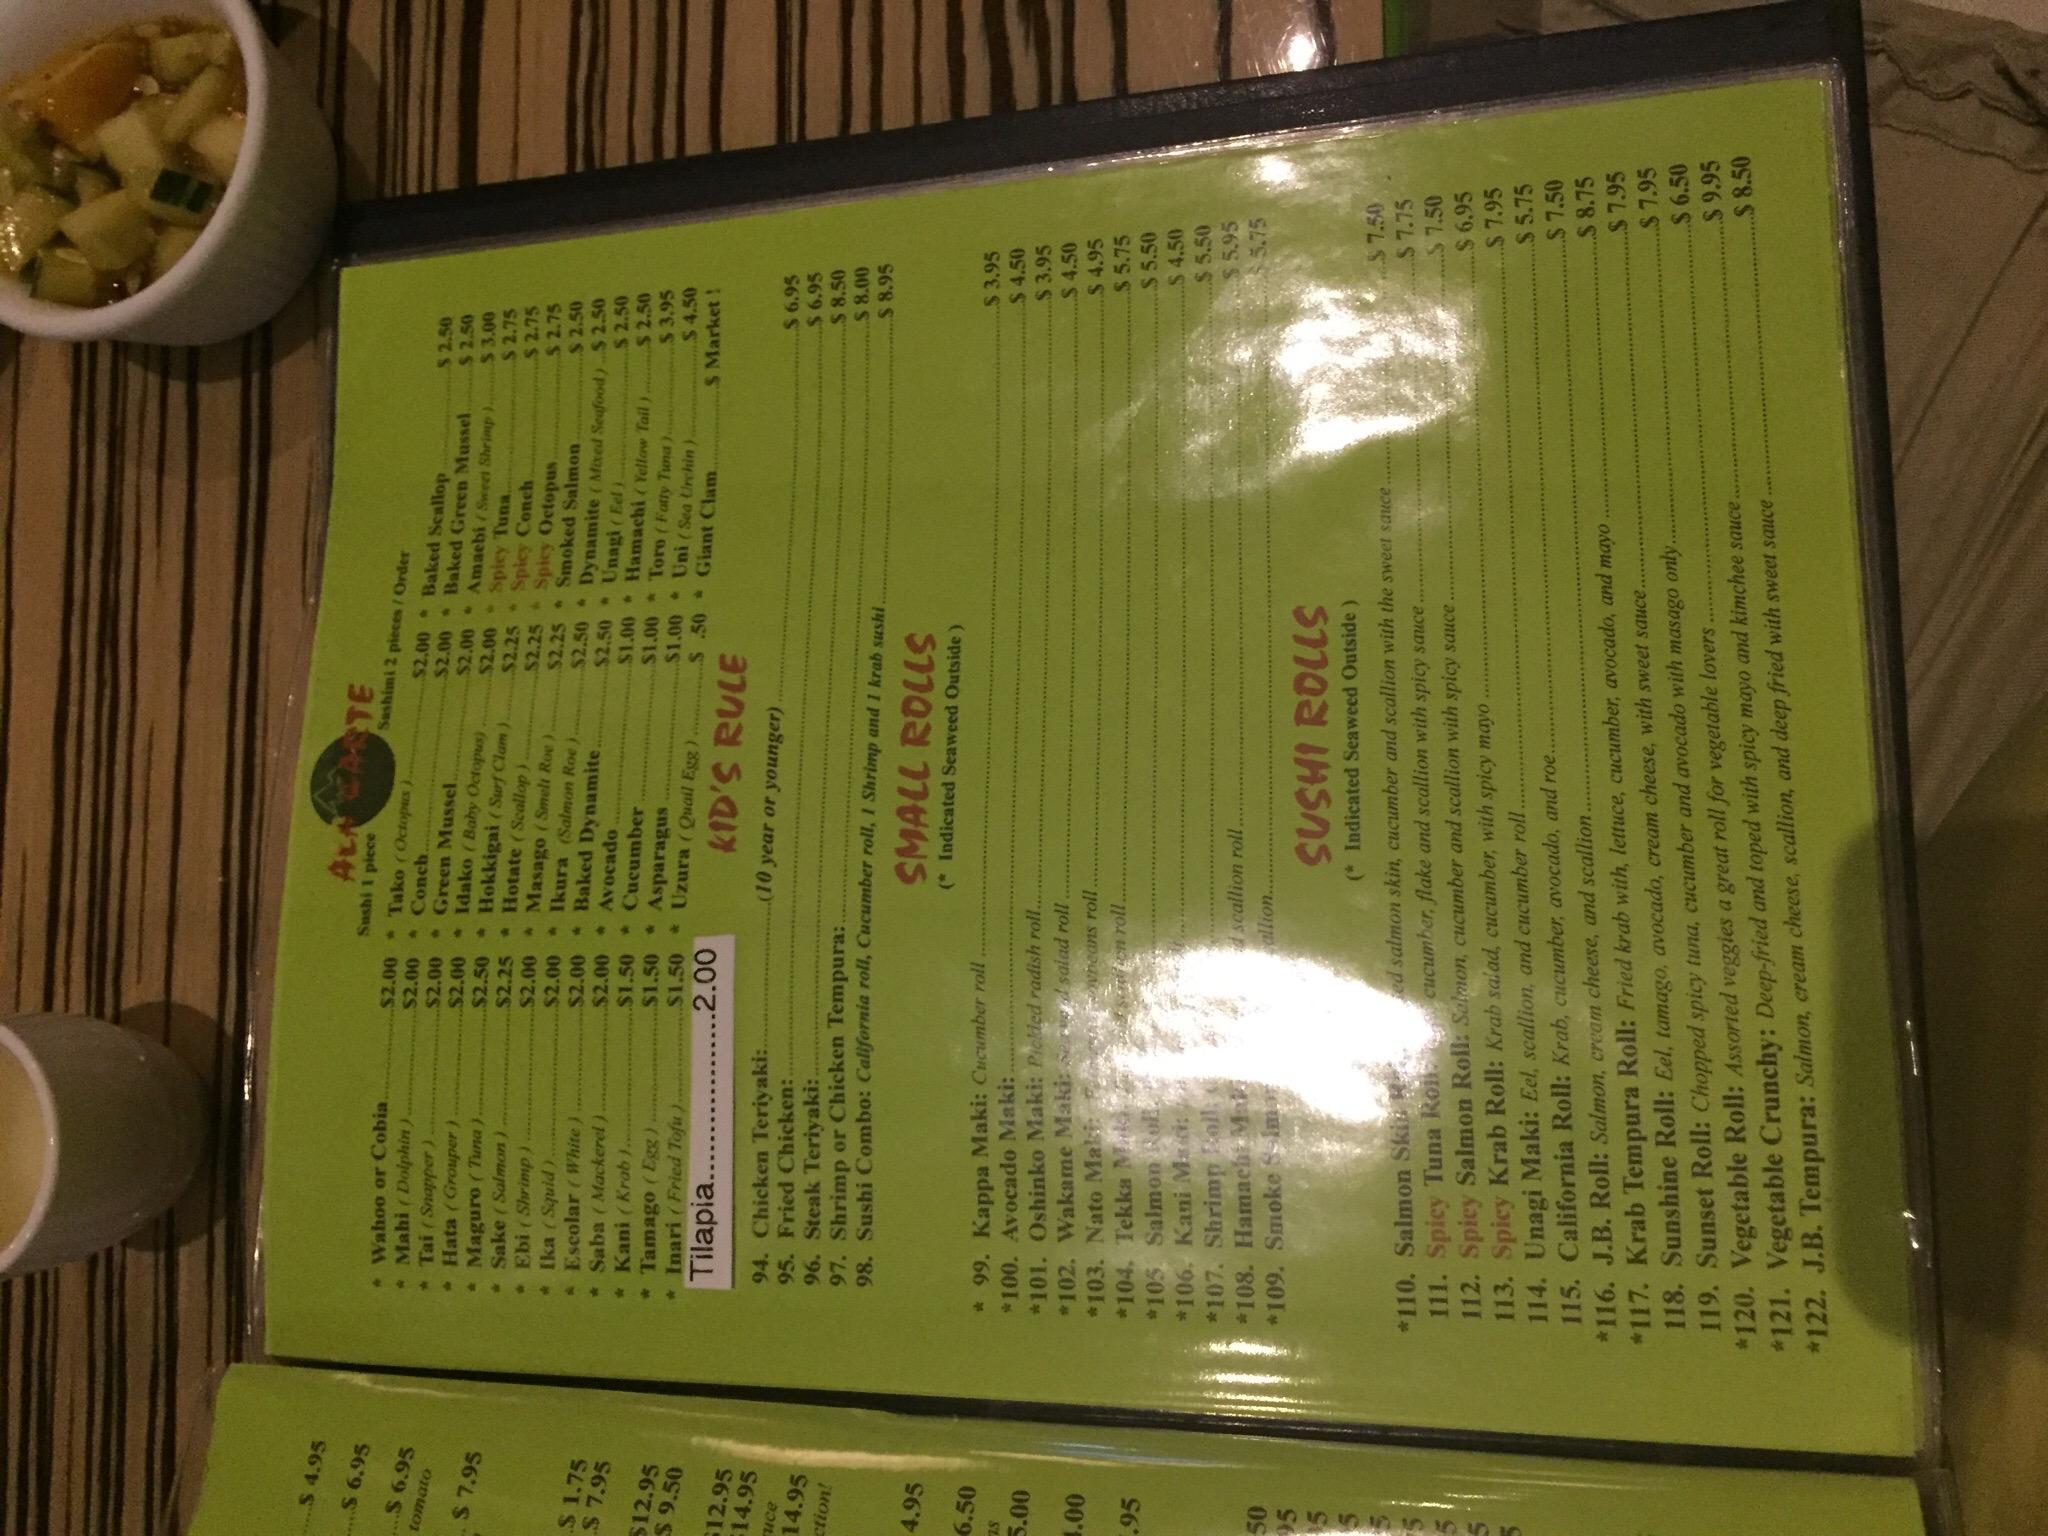 ALA CARTE
Sushi 1 piece Sashimi 2 pieces / Order
* Wahoo or Cobia $2.00 * Tako ( Octopus ) $2.00 * Baked Scallop $ 2.50
* Mahi ( Dolphin ) $2.00 * Conch $2.00 * Baked Green Mussel $ 2.50
* Tai ( Snapper ) $2.00 * Green Mussel $2.00 * Amaebi ( Sweet Shrimp ) $ 3.00
* Hata ( Grouper ) $2.00 * Idako ( Baby Octopus) $2.00 * Spicy Tuna $ 2.75
* Maguro ( Tuna ) $2.50 * Hokkigai ( Surf Clam ) $2.25 * Spicy Conch $ 2.75
* Sake ( Salmon ) $2.25 * Hotate ( Scallop ) $2.25 * Spicy Octopus $ 2.75
* Ebi ( Shrimp ) $2.00 * Masago ( Smelt Roe ) $2.25 * Smoked Salmon $ 2.50
* Ika ( Squid ) $2.00 * Ikura (Salmon Roe ) $2.50 * Dynamite ( Mixed Seafood ) $ 2.50
* Escolar ( White ) $2.00 * Baked Dynamite $2.50 * Unagi ( Eel ) $ 2.50
* Saba ( Mackerel ) $2.00 * Avocado $1.00 * Hamachi ( Yellow Tail ) $ 2.50
* Kani ( Krab ) $1.50 * Cucumber $1.00 * Toro ( Fatty Tuna ) $ 3.95
* Tamago ( Egg ) $1.50 * Asparagus $1.00 * Uni ( Sea Urchin ) $ 4.50
* Inari ( Fried Tofu ) $1.50 * Uzura ( Quail Egg ) $ .50 * Giant Clam $ Market !
Tilapia...............2.00
KID'S RULE
94. Chicken Teriyaki: (10 year or younger) $ 6.95
95. Fried Chicken: $ 6.95
96. Steak Teriyaki: $ 8.50
97. Shrimp or Chicken Tempura: $ 8.00
98. Sushi Combo: California roll, Cucumber roll, 1 Shrimp and 1 krab sushi $ 8.95
SMALL ROLLS
(* Indicated Seaweed Outside )
* 99. Kappa Maki: Cucumber roll $ 3.95
*100. Avocado Maki: $ 4.50
*101. Oshinko Maki: Pickled radish roll $ 3.95
*102. Wakame Maki: salad roll $ 4.50
*103. Nato Maki: roll $ 4.95
*104. Tekka roll $ 5.75
*105 Salmon $ 5.50
*106. Kani $ 4.50
*107. Shrimp $ 5.50
*108. Hamachi scallion roll $ 5.95
*109. Smoke $ 5.75
SUSHI ROLLS
(* Indicated Seaweed Outside )
*110. Salmon Skin salmon skin, cucumber and scallion with the sweet sauce $ 7.50
111. Spicy Tuna Roll: cucumber, flake and scallion with spicy sauce $ 7.75
112. Spicy Salmon Roll: Salmon, cucumber and scallion with spicy sauce $ 7.50
113. Spicy Krab Roll: Krab salad, cucumber, with spicy mayo $ 6.95
114. Unagi Maki: Eel, scallion, and cucumber roll $ 7.95
115. California Roll: Krab, cucumber, avocado, and roe $ 5.75
*116. J.B. Roll: Salmon, cream cheese, and scallion $ 7.50
*117. Krab Tempura Roll: Fried krab with, lettuce, cucumber, avocado, and mayo $ 8.75
118. Sunshine Roll: Eel, tamago, avocado, cream cheese, with sweet sauce $ 7.95
119. Sunset Roll: Chopped spicy tuna, cucumber and avocado with masago only $ 7.95
*120. Vegetable Roll: Assorted veggies a great roll for vegetable lovers $ 6.50
*121. Vegetable Crunchy: Deep-fried and toped with spicy mayo and kimchee sauce $ 9.95
*122. J.B. Tempura: Salmon, cream cheese, scallion, and deep fried with sweet sauce $ 8.50
$ 4.95
$ 6.95
$ 6.95
tomato
$ 7.95
$ 1.75
$ 7.95
$12.95
$ 9.50
$12.95
$14.95
14.95
4.95
6.50
5.00
.95